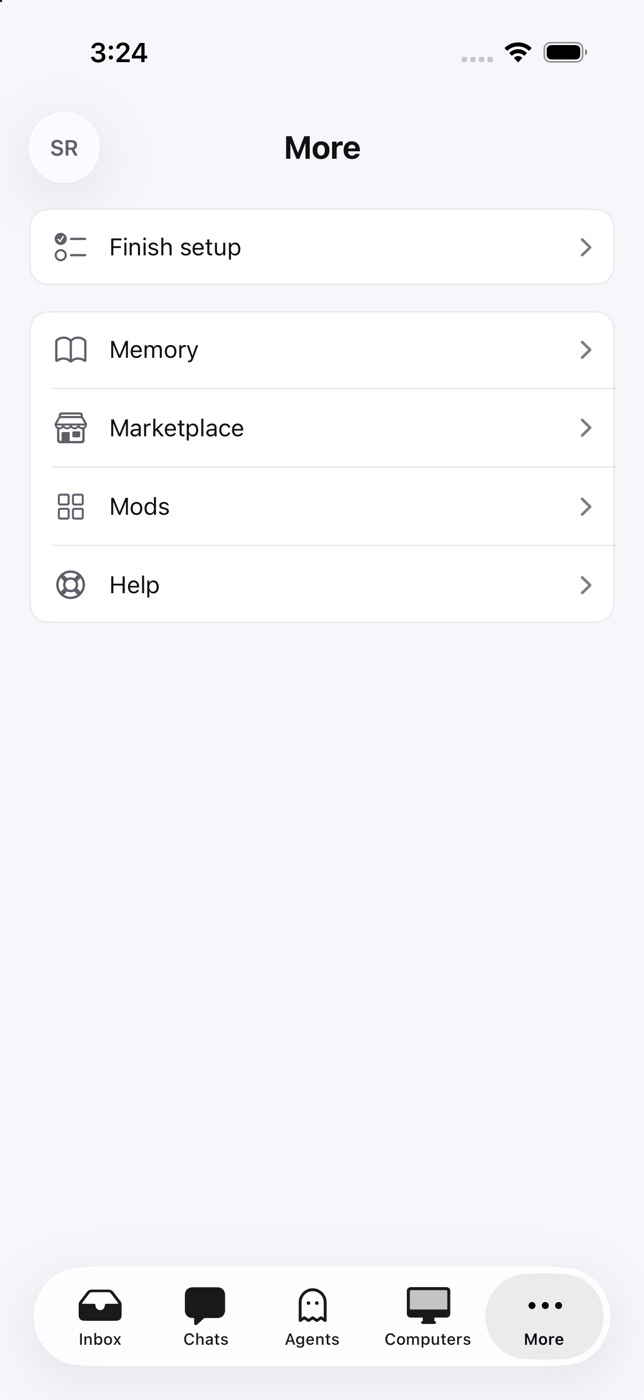 3:24
SR
More
Finish setup
Memory
Marketplace
Mods
Help
Inbox
Chats
Agents
Computers
More